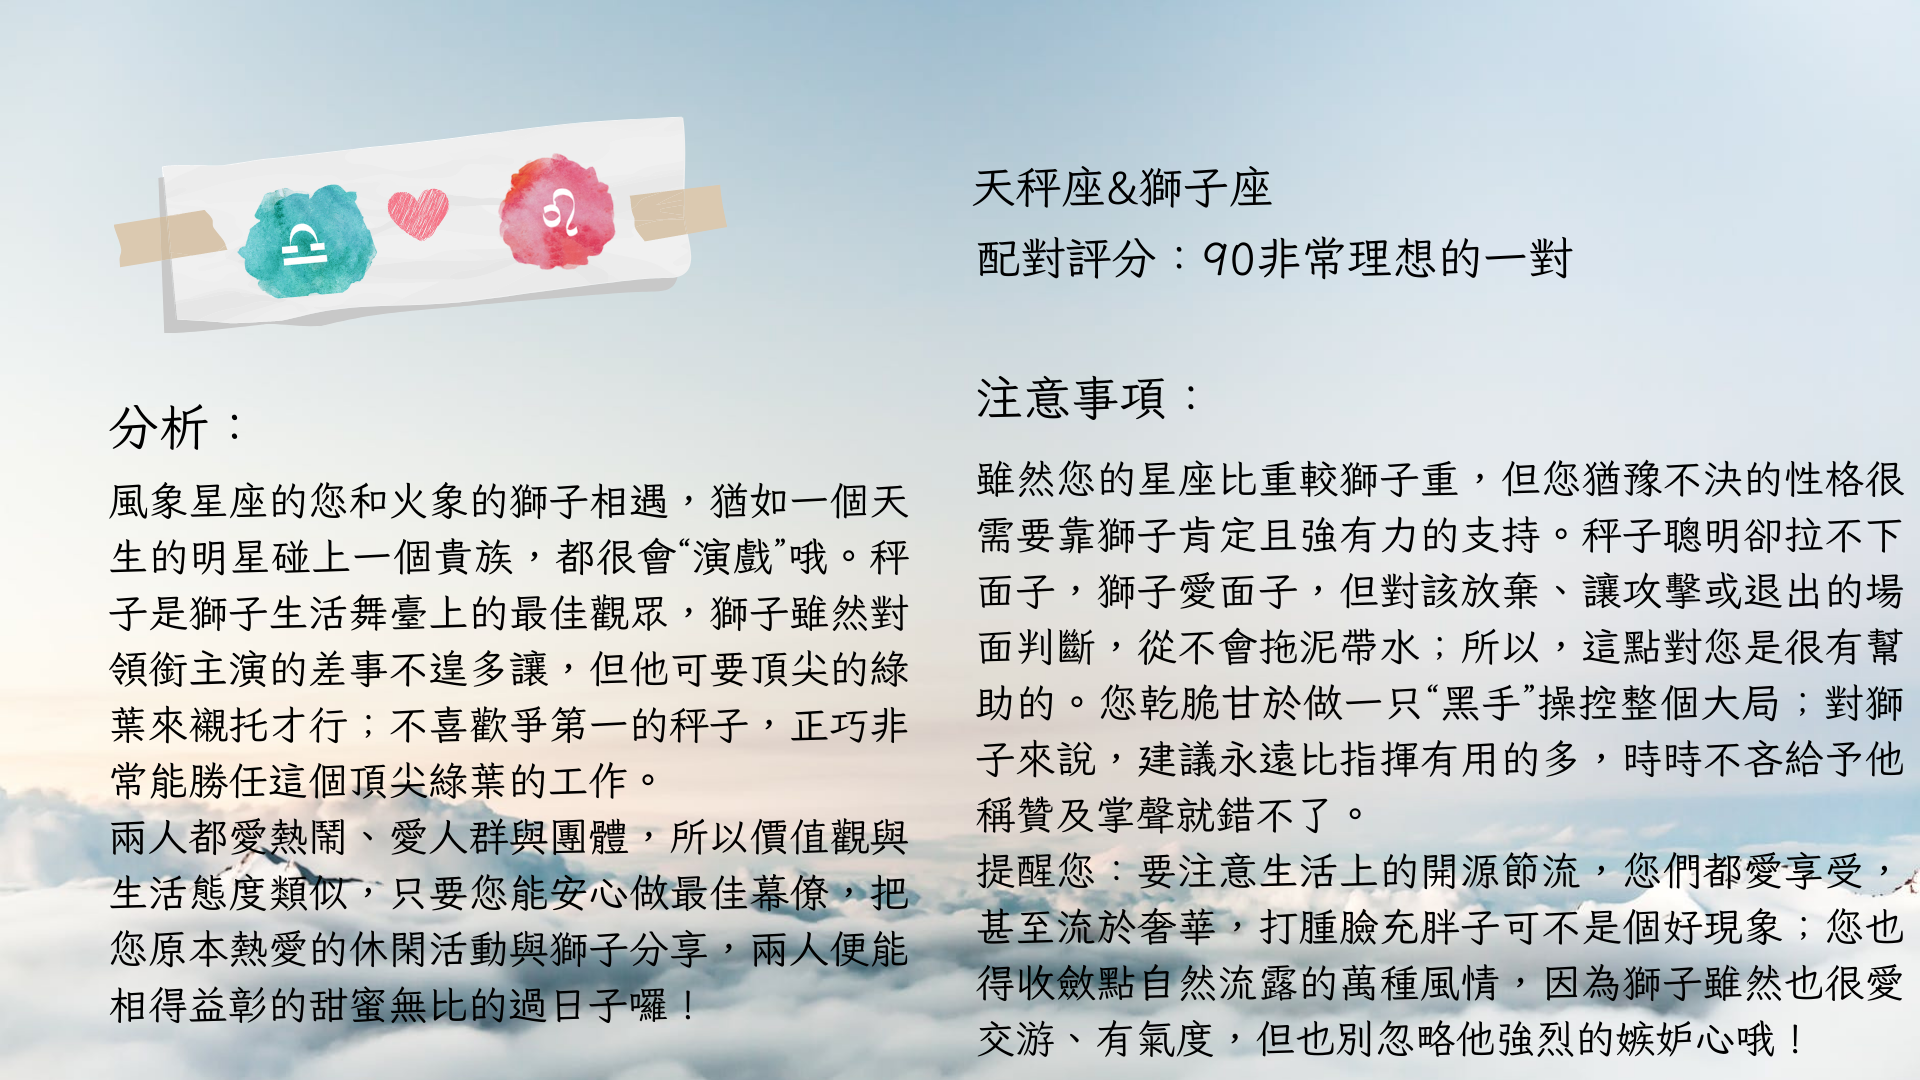 天秤座&獅子座
配對評分：90非常理想的一對
分析：
風象星座的您和火象的獅子相遇，猶如一個天
生的明星碰上一個貴族，都很會“演戲”哦。秤
子是獅子生活舞臺上的最佳觀眾，獅子雖然對
領銜主演的差事不遑多讓，但他可要頂尖的綠
葉來襯托才行；不喜歡爭第一的秤子，正巧非
常能勝任這個頂尖綠葉的工作。
兩人都愛熱鬧、愛人群與團體，所以價值觀與
生活態度類似，只要您能安心做最佳幕僚，把
您原本熱愛的休閑活動與獅子分享，兩人便能
相得益彰的甜蜜無比的過日子囉！
注意事項：
雖然您的星座比重較獅子重，但您猶豫不決的性格很
需要靠獅子肯定且強有力的支持。秤子聰明卻拉不下
面子，獅子愛面子，但對該放棄、讓攻擊或退出的場
面判斷，從不會拖泥帶水；所以，這點對您是很有幫
助的。您乾脆甘於做一只“黑手”操控整個大局；對獅
子來說，建議永遠比指揮有用的多，時時不吝給予他
稱贊及掌聲就錯不了。
提醒您：要注意生活上的開源節流，您們都愛享受，
甚至流於奢華，打腫臉充胖子可不是個好現象；您也
得收斂點自然流露的萬種風情，因為獅子雖然也很愛
交游、有氣度，但也別忽略他強烈的嫉妒心哦！